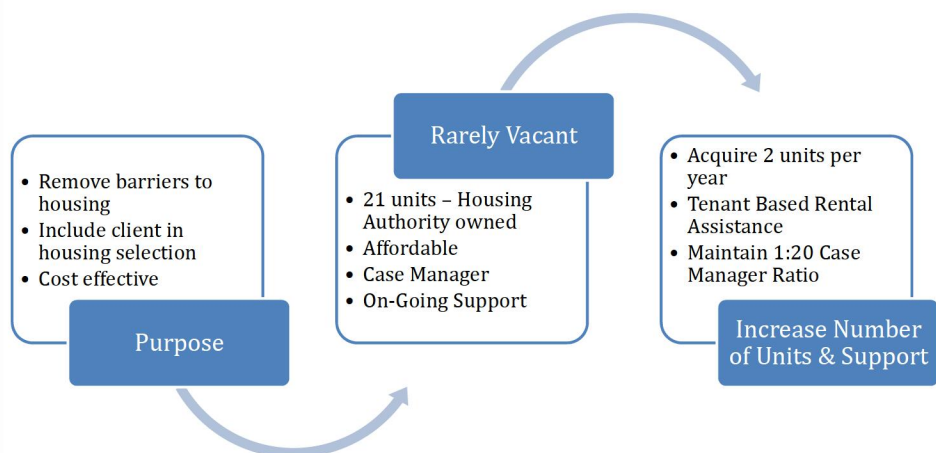 • Remove barriers to
housing
• Include client in
housing selection
• Cost effective
Purpose
Rarely Vacant
• 21 units – Housing
Authority owned
• Affordable
• Case Manager
• On-Going Support
• Acquire 2 units per
year
• Tenant Based Rental
Assistance
• Maintain 1:20 Case
Manager Ratio
Increase Number
of Units & Support